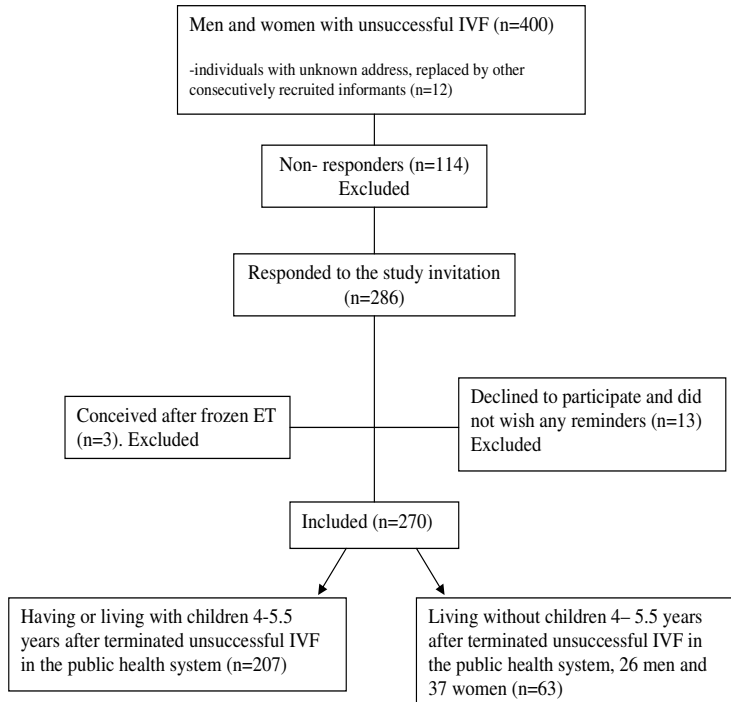 Men and women with unsuccessful IVF (n=400)
-individuals with unknown address, replaced by other
consecutively recruited informants (n=12)
Non- responders (n=114)
Excluded
Responded to the study invitation
(n=286)
Conceived after frozen ET
(n=3). Excluded
Declined to participate and did
not wish any reminders (n=13)
Excluded
Included (n=270)
Having or living with children 4-5.5
years after terminated unsuccessful IVF
in the public health system (n=207)
Living without children 4– 5.5 years
after terminated unsuccessful IVF in
the public health system, 26 men and
37 women (n=63)